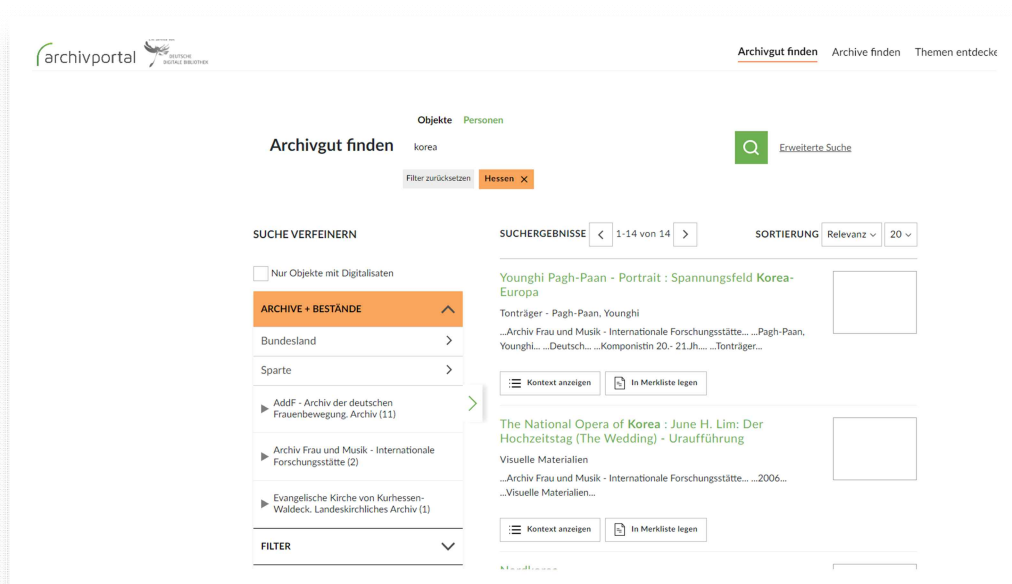 archivportal
DEUTSCHE
DIGITALE BIBLIOTHEK
Archivgut finden Archive finden Themen entdecke
Objekte Personen
Archivgut finden korea
Erweiterte Suche
Filter zurücksetzen Hessen ×
SUCHE VERFEINERN
Nur Objekte mit Digitalisaten
ARCHIVE + BESTÄNDE
Bundesland
Sparte
AddF - Archiv der deutschen
Frauenbewegung. Archiv (11)
Archiv Frau und Musik - Internationale
Forschungsstätte (2)
Evangelische Kirche von Kurhessen-
Waldeck. Landeskirchliches Archiv (1)
FILTER
SUCHERGEBNISSE < 1-14 von 14 >
SORTIERUNG Relevanz 20
Younghi Pagh-Paan - Portrait : Spannungsfeld Korea-
Europa
Tonträger - Pagh-Paan, Younghi
...Archiv Frau und Musik - Internationale Forschungsstätte... ...Pagh-Paan,
Younghi... ...Deutsch... ...Komponistin 20.- 21.Jh.... ...Tonträger...
Kontext anzeigen In Merkliste legen
The National Opera of Korea : June H. Lim: Der
Hochzeitstag (The Wedding) - Uraufführung
Visuelle Materialien
...Archiv Frau und Musik - Internationale Forschungsstätte... ...2006...
...Visuelle Materialien...
Kontext anzeigen In Merkliste legen